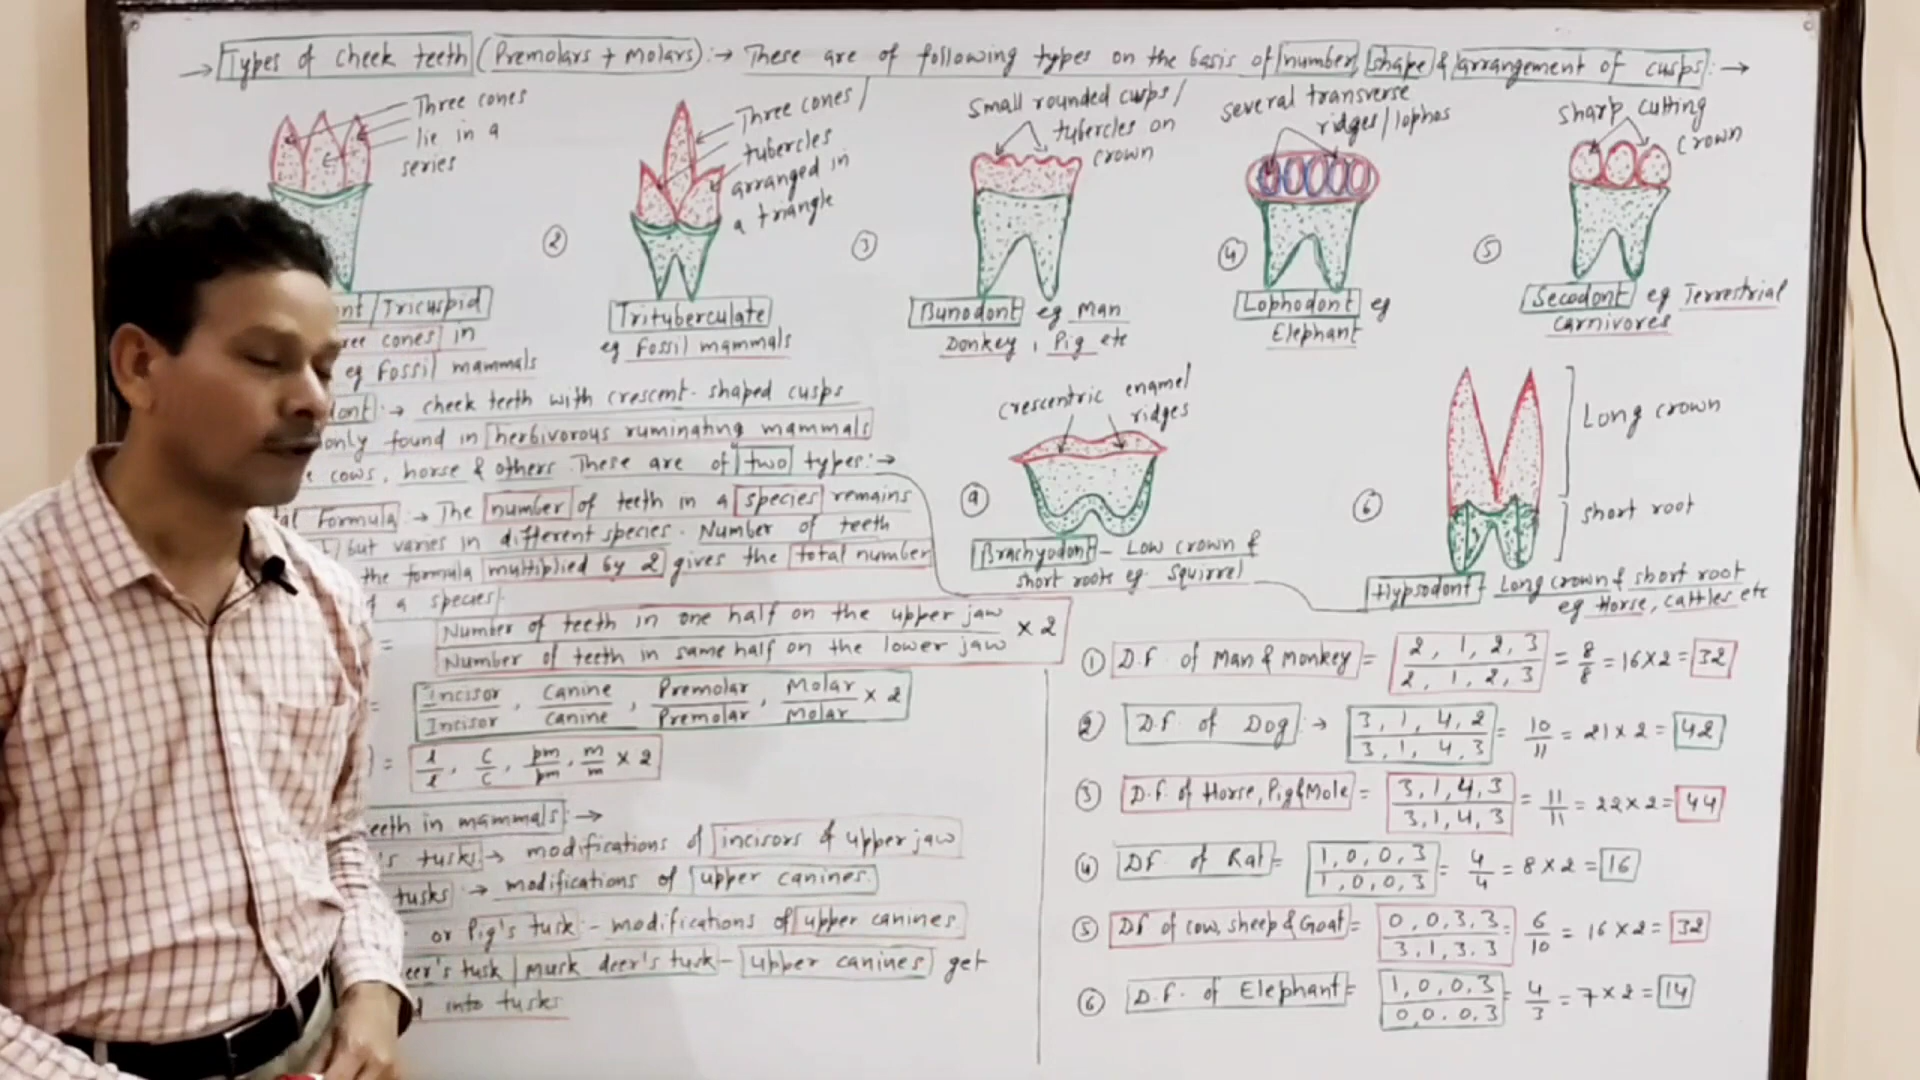 → Types of cheek teeth (Premolars + Molars) :→ These are of following types on the basis of number, shape & arrangement of cusps :→
Three cones
lie in a
series
Three cones /
tubercles
arranged in
a triangle
Small rounded cusps /
tubercles on
crown
several transverse
ridges / lophos
sharp cutting
crown
②
③
④
⑤
nt / Tricuspid
ree cones in
eg Fossil mammals
Trituberculate
eg Fossil mammals
Bunodont eg Man
Donkey, Pig etc
Lophodont eg
Elephant
Secodont eg Terrestrial
carnivores
dont :→ cheek teeth with crescent-shaped cusps
only found in herbivorous ruminating mammals
cows, horse & others These are of two types :→
crescentric enamel
ridges
Long crown
short root
⑥
Brachyodont - Low crown &
short roots eg. Squirrel
Hypsodont - Long crown & short root
eg Horse, cattles etc
tal Formula → The number of teeth in a species remains
but varies in different species. Number of teeth
the formula multiplied by 2 gives the total number
f a species.
= Number of teeth in one half on the upper jaw × 2
Number of teeth in same half on the lower jaw
= Incisor, Canine, Premolar, Molar × 2
Incisor Canine Premolar Molar
) = i, c, pm, m × 2
i c pm m
eeth in mammals :→
's tusks → modifications of incisors of upper jaw
tusks → modifications of upper canines.
or Pig's tusk - modifications of upper canines.
eer's tusk / musk deer's tusk - upper canines get
d into tusks
① D.F. of Man & monkey = 2, 1, 2, 3 / 2, 1, 2, 3 = 8/8 = 16×2 = 32
② D.F. of Dog :→ 3, 1, 4, 2 / 3, 1, 4, 3 = 10/11 = 21×2 = 42
③ D.F. of Horse, Pig & Mole = 3, 1, 4, 3 / 3, 1, 4, 3 = 11/11 = 22×2 = 44
④ D.F. of Rat = 1, 0, 0, 3 / 1, 0, 0, 3 = 4/4 = 8×2 = 16
⑤ D.F. of cow, sheep & Goat = 0, 0, 3, 3 / 3, 1, 3, 3 = 6/10 = 16×2 = 32
⑥ D.F. of Elephant = 1, 0, 0, 3 / 0, 0, 0, 3 = 4/3 = 7×2 = 14